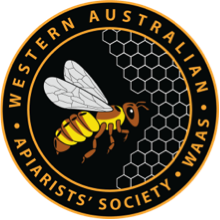 WESTERN AUSTRALIAN
APIARISTS' SOCIETY • WAAS